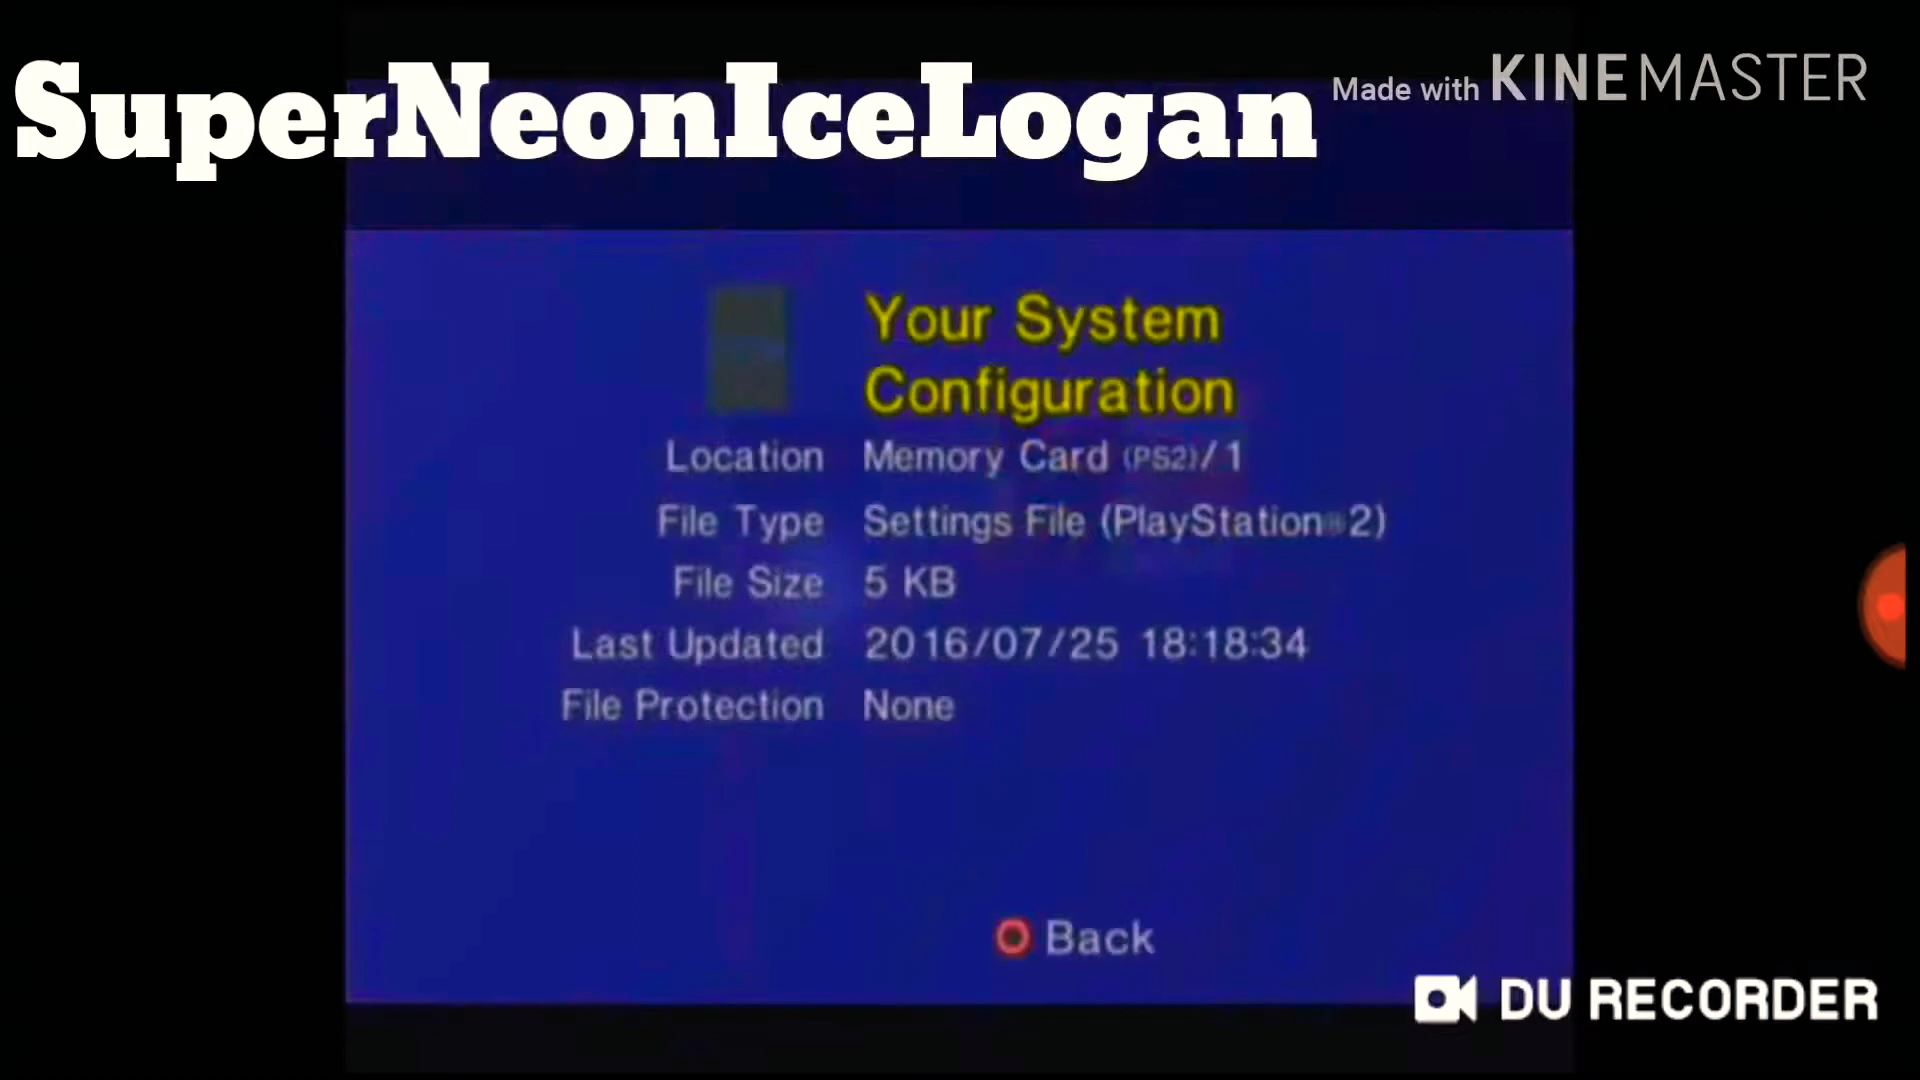 SuperNeonIceLogan
Made with KINEMASTER
Your System
Configuration
Location Memory Card (PS2)/1
File Type Settings File (PlayStation®2)
File Size 5 KB
Last Updated 2016/07/25 18:18:34
File Protection None
Back
DU RECORDER